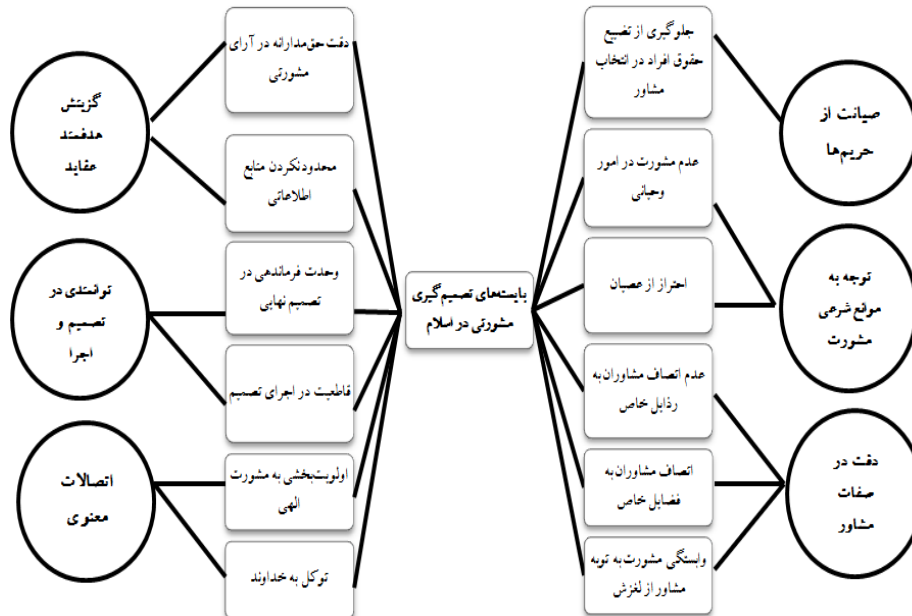 جلوگیری از تضییع
حقوق افراد در انتخاب
مشاور
عدم مشورت در امور
وحیانی
احتراز از عصیان
عدم اتصاف مشاوران به
رذایل خاص
اتصاف مشاوران به
فضایل خاص
وابستگی مشورت به توبه
مشاور از لغزش
صیانت از
حریم‌ها
توجه به
موانع شرعی
مشورت
دقت در
صفات
مشاور
بایست‌های تصمیم‌گیری
مشورتی در اسلام
دقت حق‌مدارانه در آرای
مشورتی
محدودنکردن منابع
اطلاعاتی
وحدت فرماندهی در
تصمیم نهایی
قاطعیت در اجرای تصمیم
اولویت‌بخشی به مشورت
الهی
توکل به خداوند
گزینش
هدفمند
عقاید
توانمندی در
تصمیم و
اجرا
اتصالات
معنوی